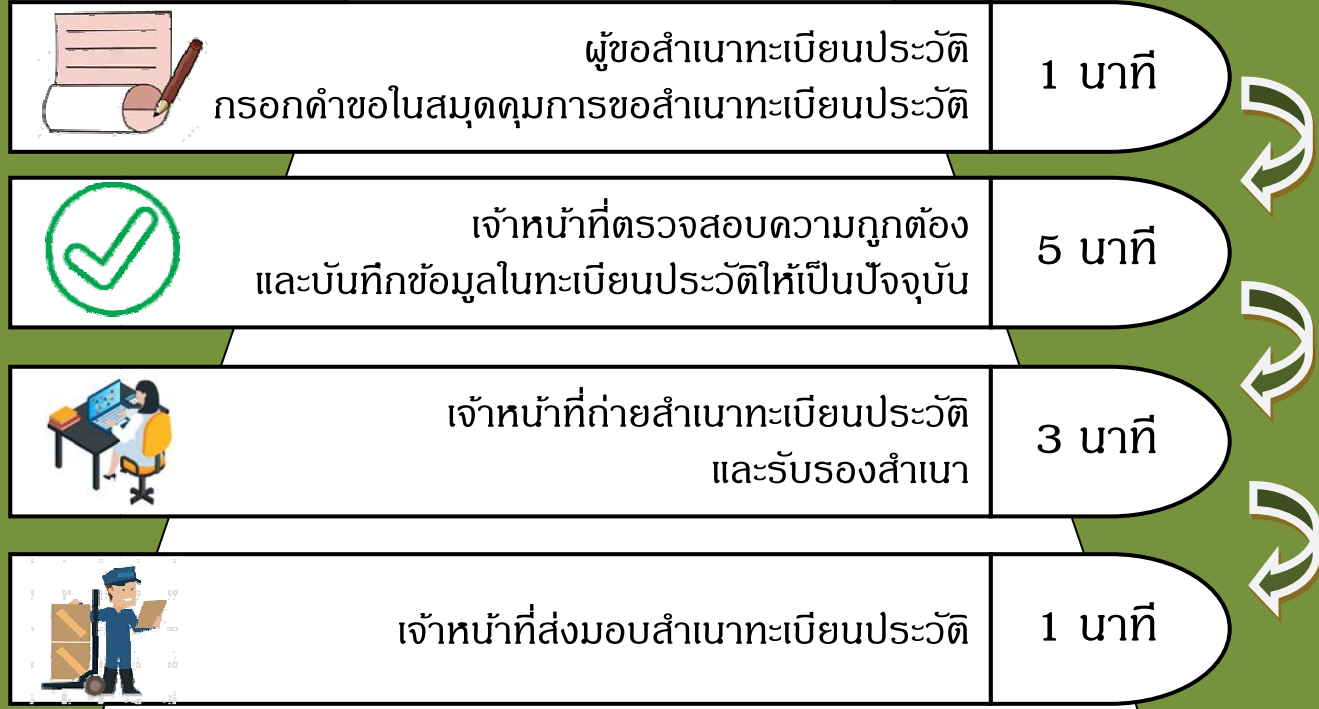 ผู้ขอสำเนาทะเบียนประวัติ
กรอกคำขอในสมุดคุมการขอสำเนาทะเบียนประวัติ
1 นาที
เจ้าหน้าที่ตรวจสอบความถูกต้อง
และบันทึกข้อมูลในทะเบียนประวัติให้เป็นปัจจุบัน
5 นาที
เจ้าหน้าที่ถ่ายสำเนาทะเบียนประวัติ
และรับรองสำเนา
3 นาที
เจ้าหน้าที่ส่งมอบสำเนาทะเบียนประวัติ
1 นาที